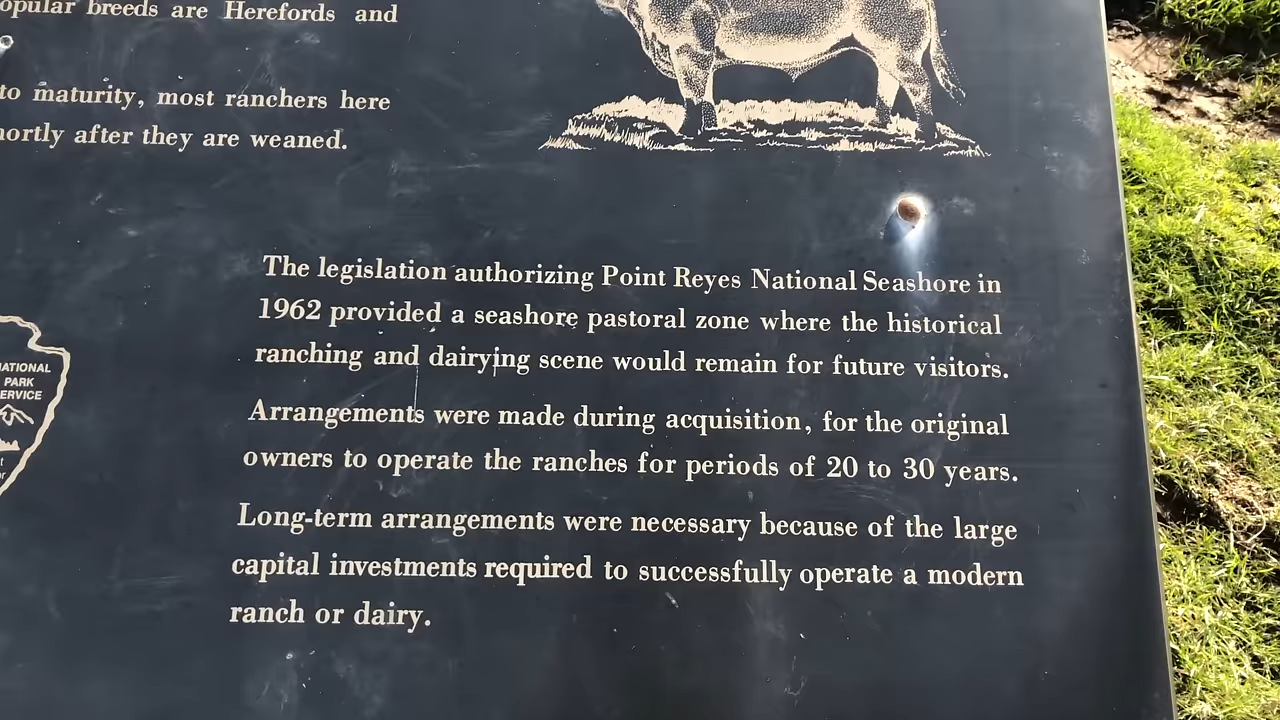 popular breeds are Herefords and
to maturity, most ranchers here
shortly after they are weaned.
The legislation authorizing Point Reyes National Seashore in
1962 provided a seashore pastoral zone where the historical
ranching and dairying scene would remain for future visitors.
Arrangements were made during acquisition, for the original
owners to operate the ranches for periods of 20 to 30 years.
Long-term arrangements were necessary because of the large
capital investments required to successfully operate a modern
ranch or dairy.
NATIONAL
PARK
SERVICE